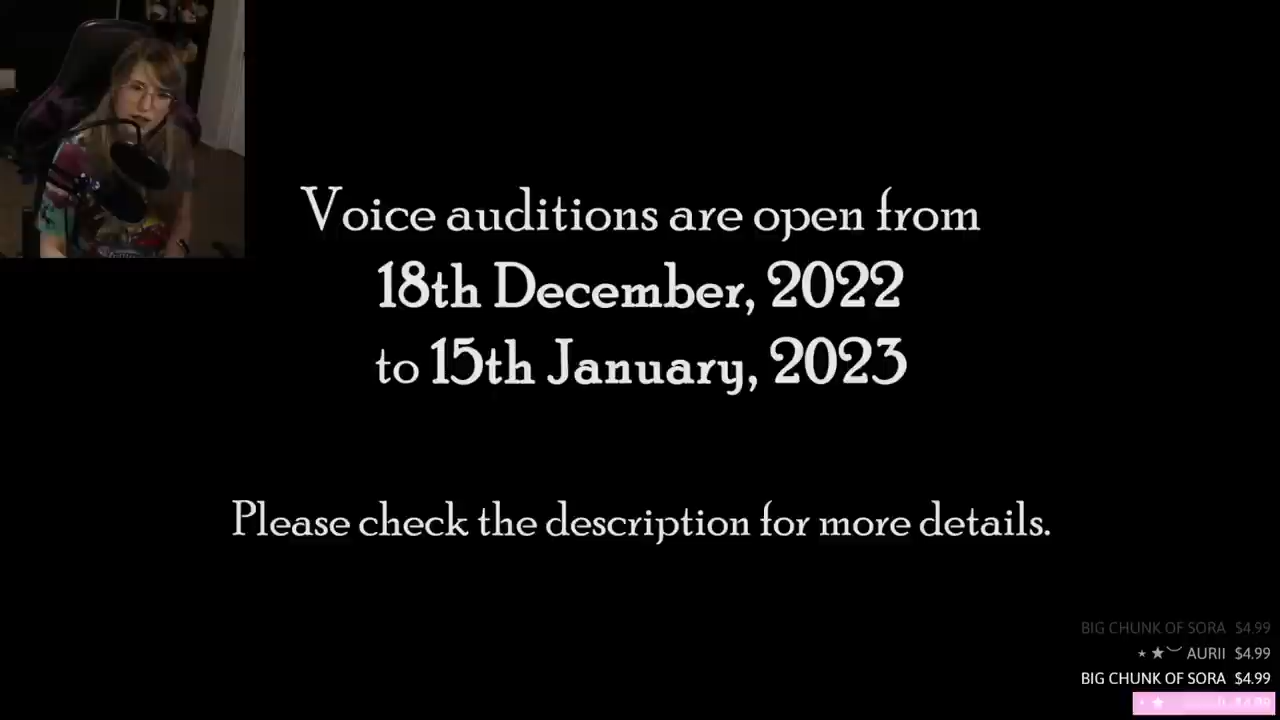 Voice auditions are open from
18th December, 2022
to 15th January, 2023
Please check the description for more details.
BIG CHUNK OF SORA $4.99
⋆ ★︶ AURII $4.99
BIG CHUNK OF SORA $4.99